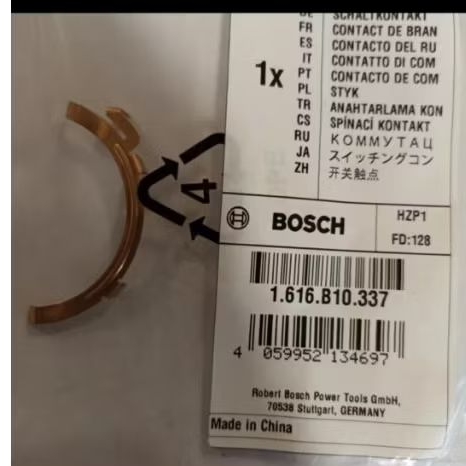 1x
DE SCHALTKONTAKT
FR CONTACT DE BRAN
ES CONTACTO DEL RU
IT CONTATTO DI COM
PT CONTACTO DE COM
PL STYK
TR ANAHTARLAMA KON
CS SPÍNACÍ KONTAKT
RU КОММУТАЦ
JA スイッチングコン
ZH 开关触点
4
BOSCH
HZP1
FD:128
1.616.B10.337
4 059952 134697
Robert Bosch Power Tools GmbH,
70538 Stuttgart, GERMANY
Made in China